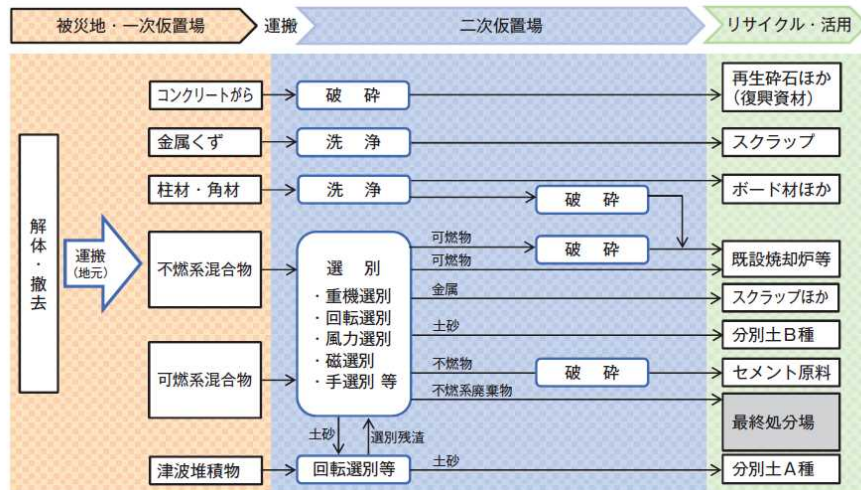 被災地・一次仮置場
運搬
二次仮置場
リサイクル・活用
解体・撤去
運搬
(地元)
コンクリートがら
金属くず
柱材・角材
不燃系混合物
可燃系混合物
津波堆積物
破 砕
洗 浄
洗 浄
破 砕
選 別
・重機選別
・回転選別
・風力選別
・磁選別
・手選別 等
可燃物
破 砕
可燃物
金属
土砂
不燃物
破 砕
不燃系廃棄物
土砂
選別残渣
回転選別等
土砂
再生砕石ほか
(復興資材)
スクラップ
ボード材ほか
既設焼却炉等
スクラップほか
分別土B種
セメント原料
最終処分場
分別土A種